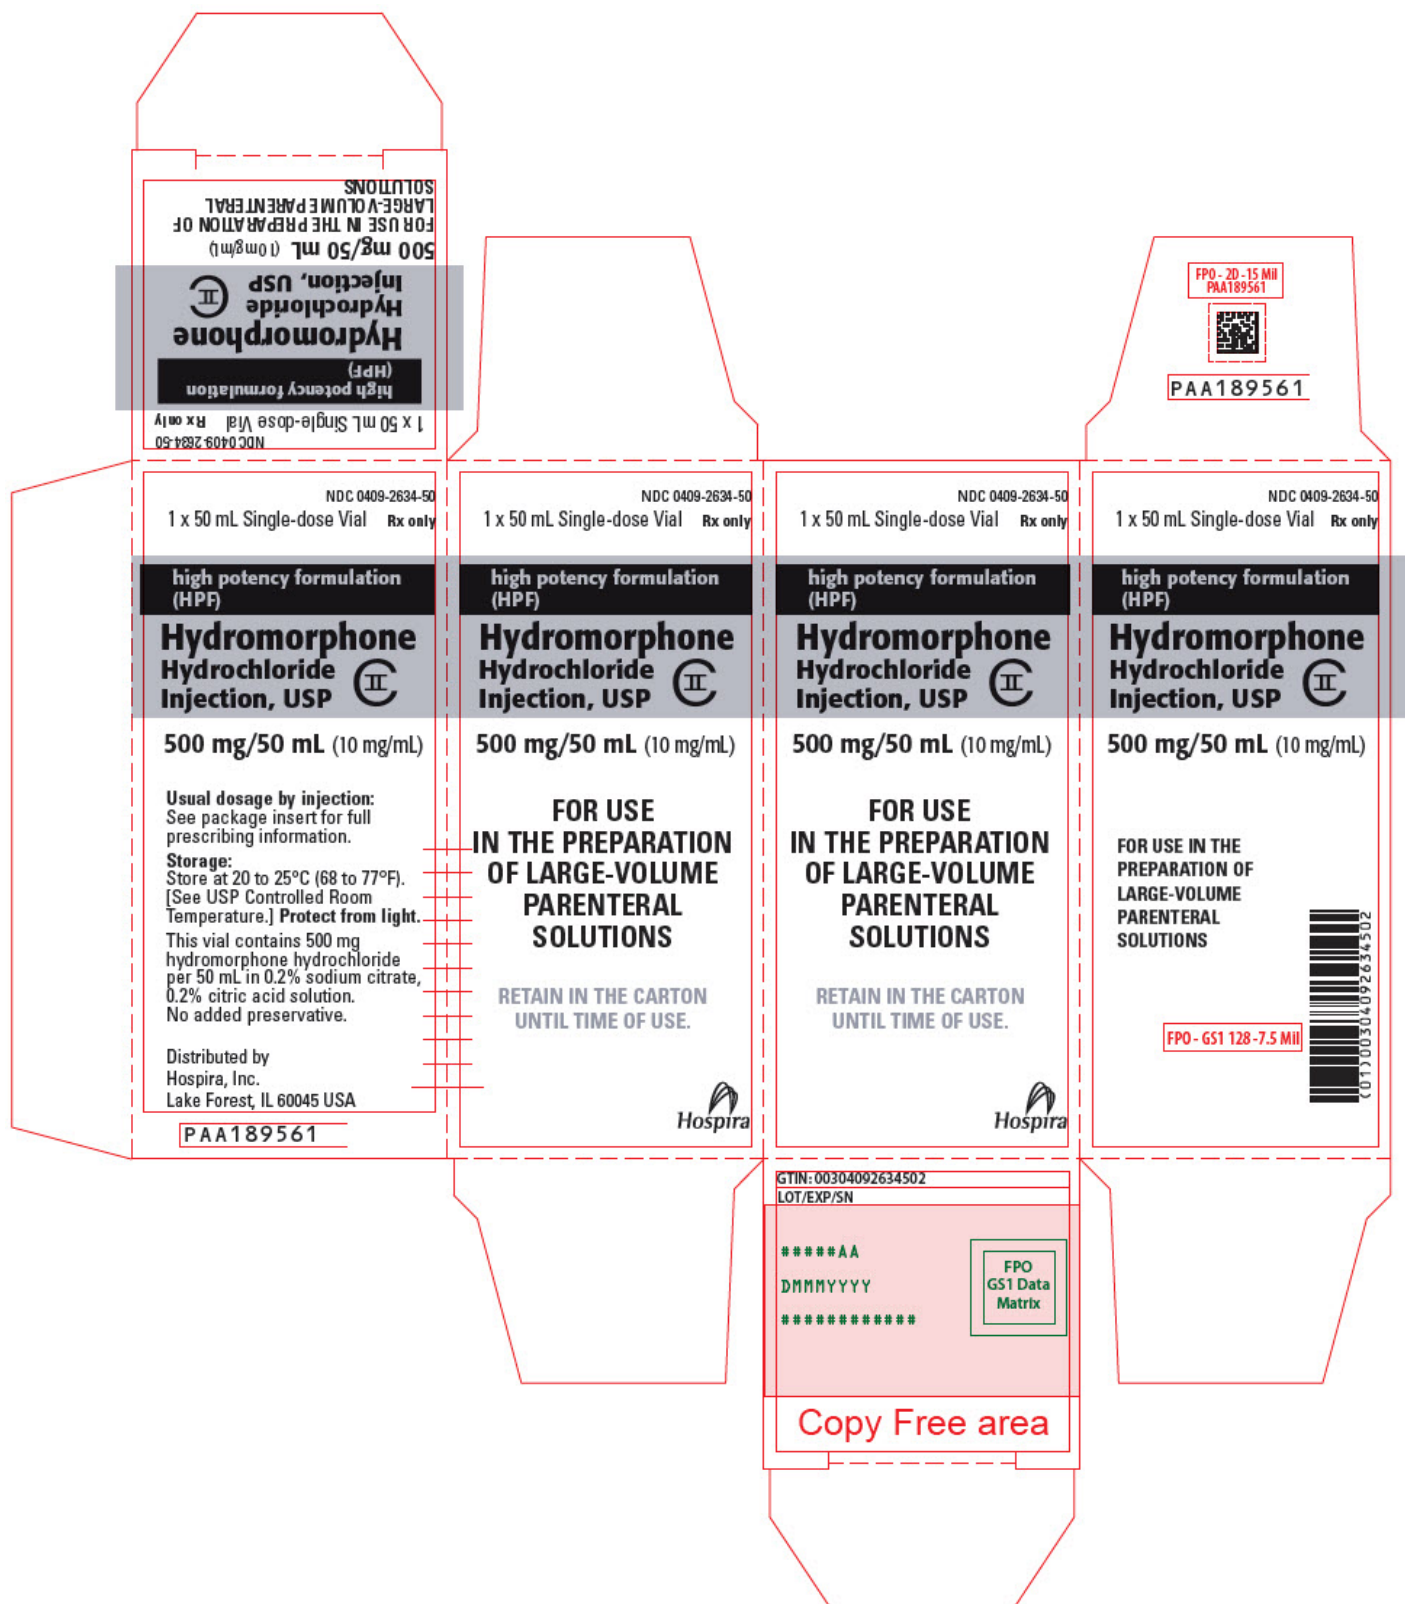 SOLUTIONS
LARGE-VOLUME PARENTERAL
FOR USE IN THE PREPARATION OF
500 mg/50 mL (10 mg/mL)
Injection, USP
Hydrochloride
CII
Hydromorphone
(HPF)
high potency formulation
1 x 50 mL Single-dose Vial Rx only
NDC 0409-2634-50
FPO - 2D -15 Mil
PAA189561
PAA189561
NDC 0409-2634-50
1 x 50 mL Single-dose Vial Rx only
high potency formulation
(HPF)
Hydromorphone
Hydrochloride
Injection, USP CII
500 mg/50 mL (10 mg/mL)
Usual dosage by injection:
See package insert for full
prescribing information.
Storage:
Store at 20 to 25°C (68 to 77°F).
[See USP Controlled Room
Temperature.] Protect from light.
This vial contains 500 mg
hydromorphone hydrochloride
per 50 mL in 0.2% sodium citrate,
0.2% citric acid solution.
No added preservative.
Distributed by
Hospira, Inc.
Lake Forest, IL 60045 USA
PAA189561
NDC 0409-2634-50
1 x 50 mL Single-dose Vial Rx only
high potency formulation
(HPF)
Hydromorphone
Hydrochloride
Injection, USP CII
500 mg/50 mL (10 mg/mL)
FOR USE
IN THE PREPARATION
OF LARGE-VOLUME
PARENTERAL
SOLUTIONS
RETAIN IN THE CARTON
UNTIL TIME OF USE.
Hospira
NDC 0409-2634-50
1 x 50 mL Single-dose Vial Rx only
high potency formulation
(HPF)
Hydromorphone
Hydrochloride
Injection, USP CII
500 mg/50 mL (10 mg/mL)
FOR USE
IN THE PREPARATION
OF LARGE-VOLUME
PARENTERAL
SOLUTIONS
RETAIN IN THE CARTON
UNTIL TIME OF USE.
Hospira
NDC 0409-2634-50
1 x 50 mL Single-dose Vial Rx only
high potency formulation
(HPF)
Hydromorphone
Hydrochloride
Injection, USP CII
500 mg/50 mL (10 mg/mL)
FOR USE IN THE
PREPARATION OF
LARGE-VOLUME
PARENTERAL
SOLUTIONS
FPO - GS1 128 -7.5 Mil
(01)00304092634502
GTIN: 00304092634502
LOT/EXP/SN
#####AA
DMMMYYYY
############
FPO
GS1 Data
Matrix
Copy Free area